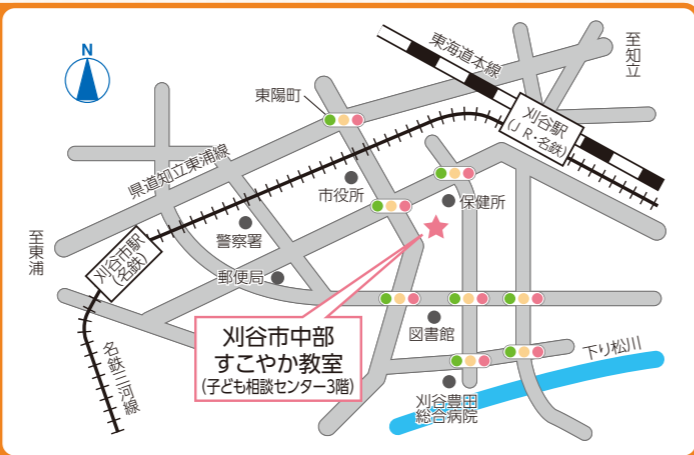 N
東海道本線
至知立
東陽町
刈谷駅
(JR・名鉄)
県道知立東浦線
市役所
保健所
警察署
至東浦
刈谷市駅
(名鉄)
郵便局
刈谷市中部
すこやか教室
(子ども相談センター3階)
図書館
下り松川
名鉄三河線
刈谷豊田
総合病院